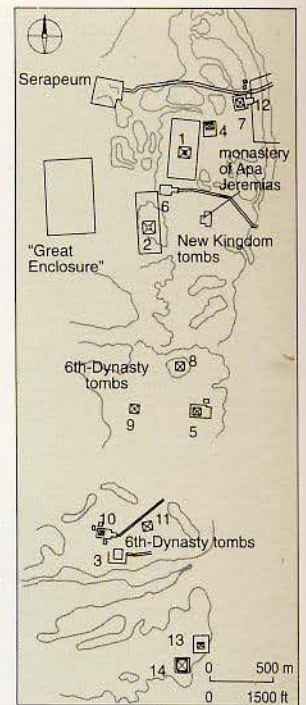 Serapeum
12
7
4
1
monastery
of Apa
Jeremias
6
2
"Great
Enclosure"
New Kingdom
tombs
6th-Dynasty
tombs
8
9
5
10
11
6th-Dynasty tombs
3
13
14
0 500 m
0 1500 ft